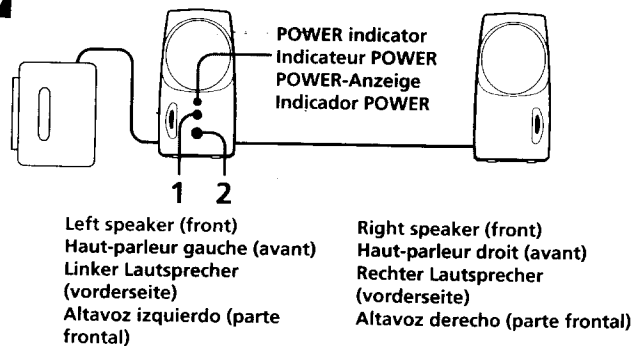 POWER indicator
Indicateur POWER
POWER-Anzeige
Indicador POWER
1 2
Left speaker (front)
Haut-parleur gauche (avant)
Linker Lautsprecher
(vorderseite)
Altavoz izquierdo (parte
frontal)
Right speaker (front)
Haut-parleur droit (avant)
Rechter Lautsprecher
(vorderseite)
Altavoz derecho (parte frontal)